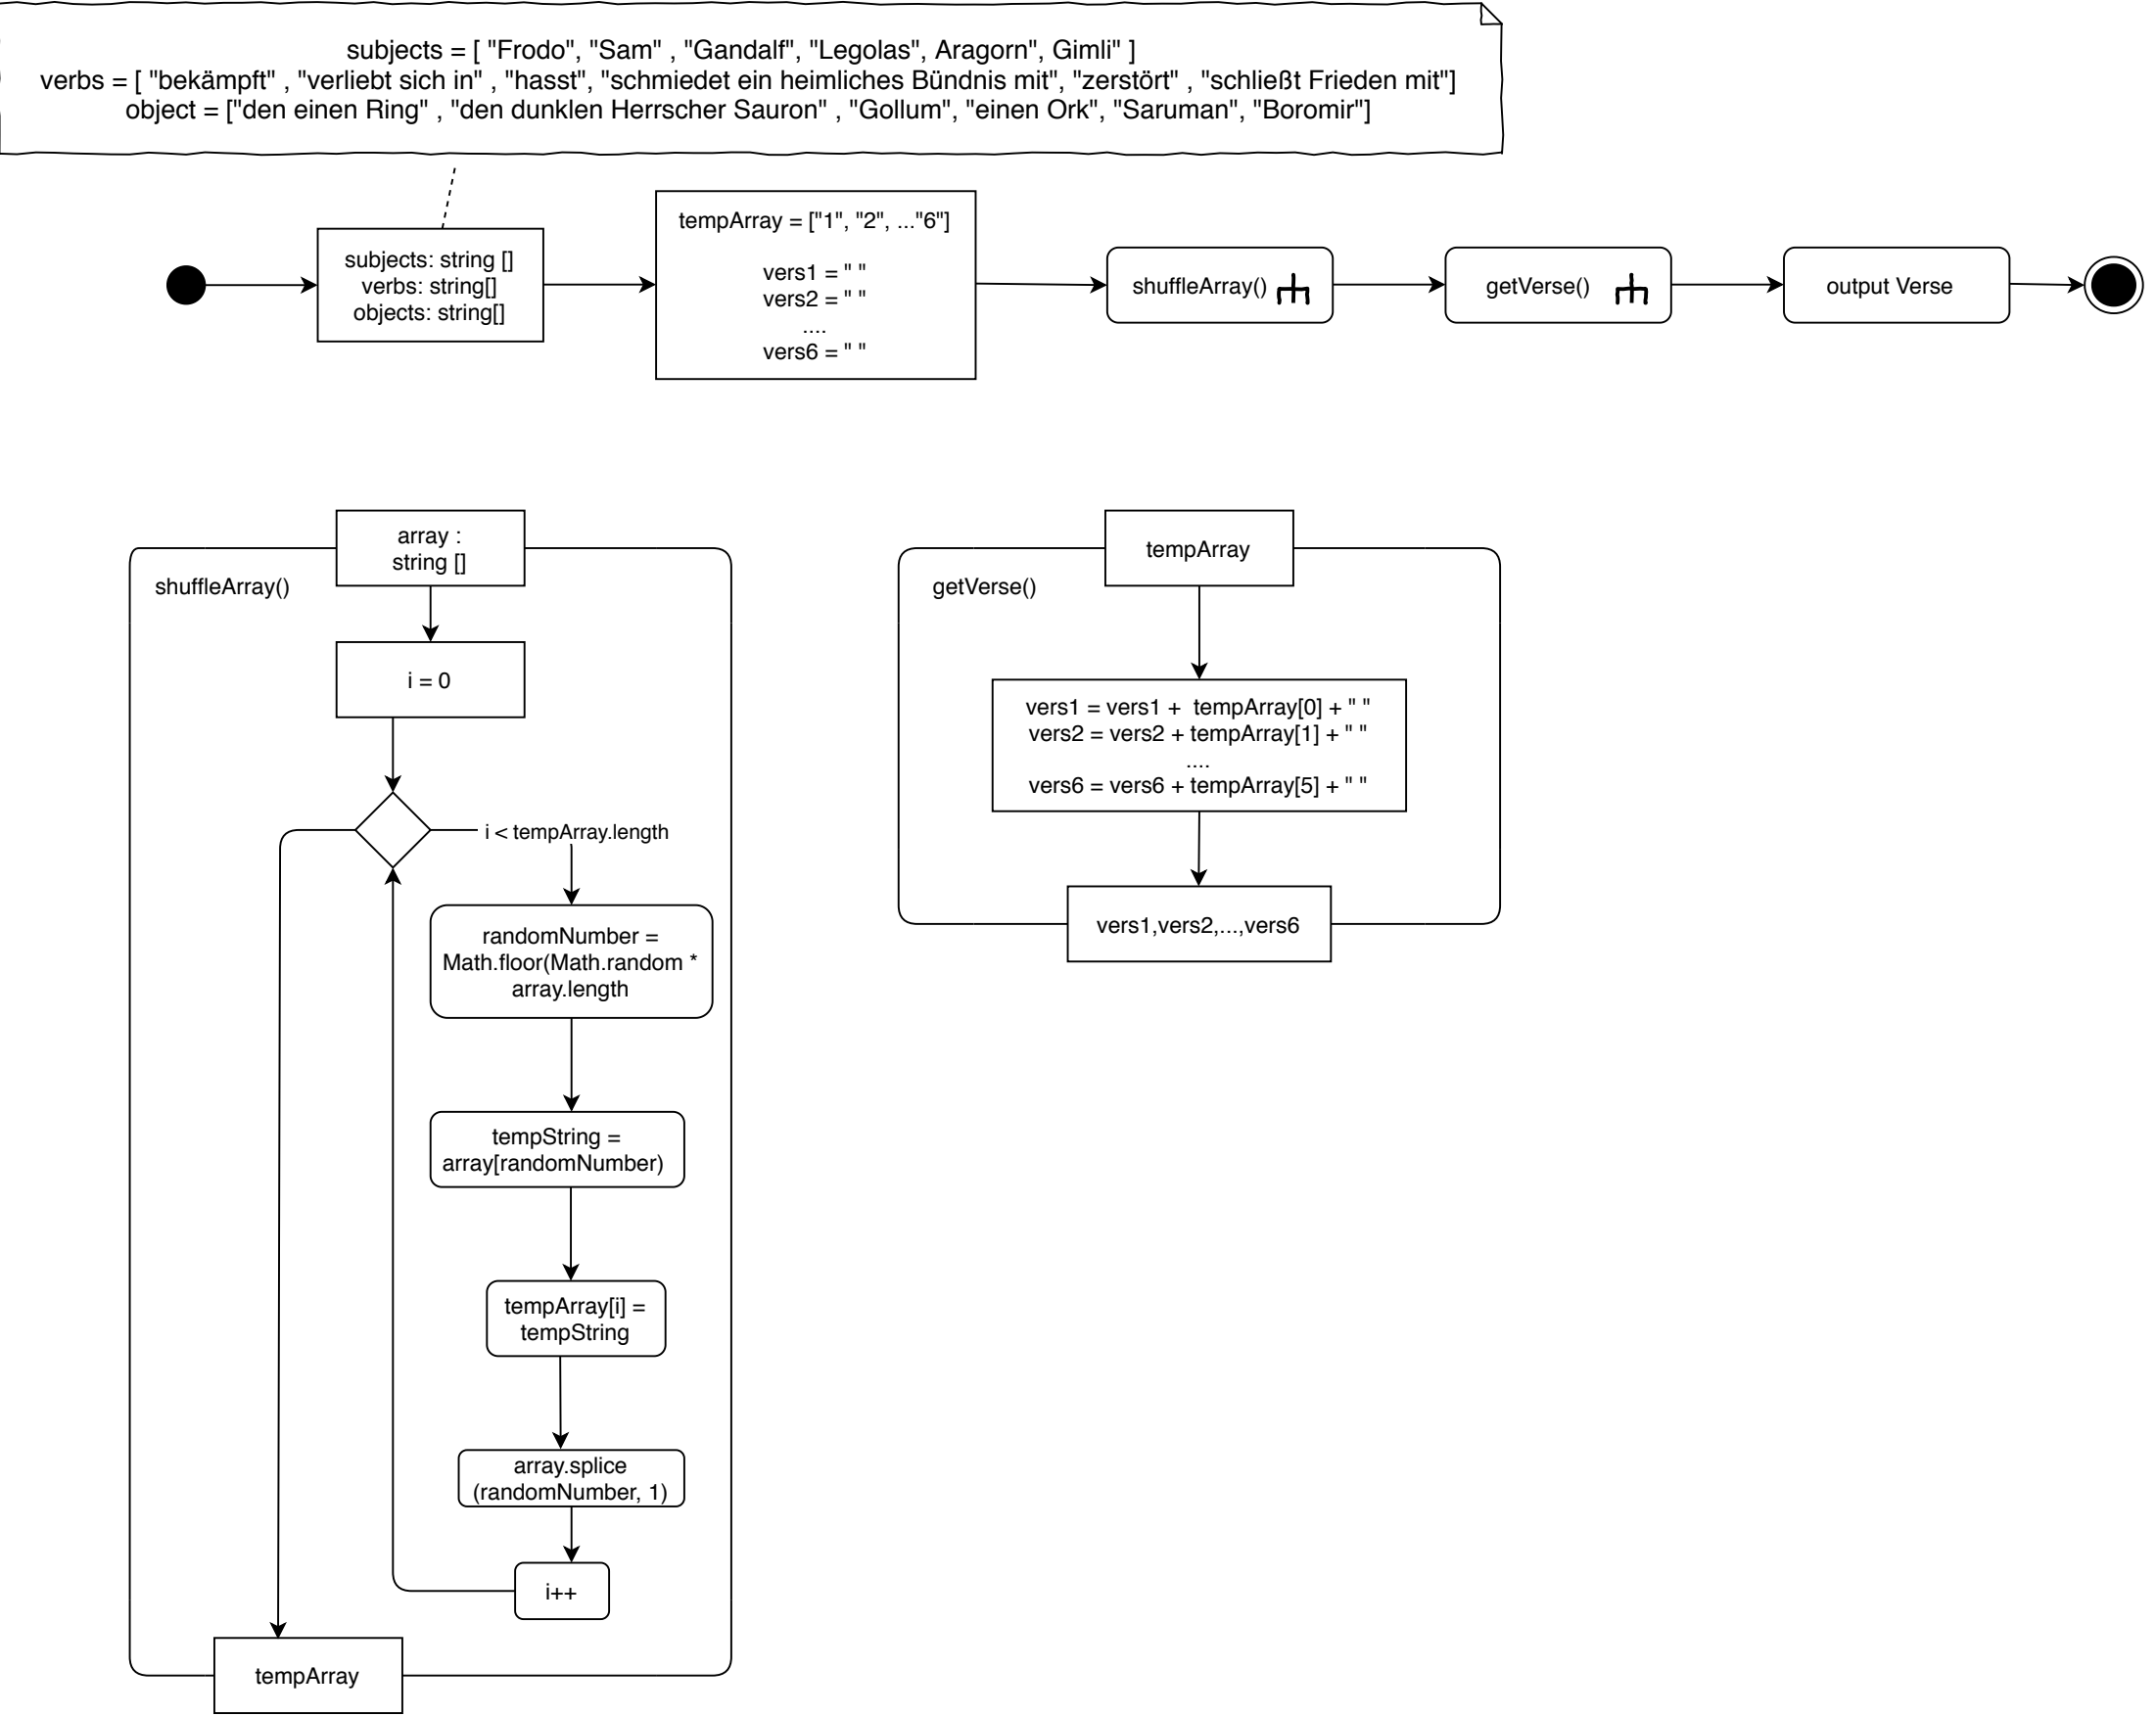 subjects = [ "Frodo", "Sam" , "Gandalf", "Legolas", Aragorn", Gimli" ]
verbs = [ "bekämpft" , "verliebt sich in" , "hasst", "schmiedet ein heimliches Bündnis mit", "zerstört" , "schließt Frieden mit"]
object = ["den einen Ring" , "den dunklen Herrscher Sauron" , "Gollum", "einen Ork", "Saruman", "Boromir"]
subjects: string []
verbs: string[]
objects: string[]
tempArray = ["1", "2", ..."6"]
vers1 = " "
vers2 = " "
....
vers6 = " "
shuffleArray()
getVerse()
output Verse
array :
string []
shuffleArray()
i = 0
i < tempArray.length
randomNumber =
Math.floor(Math.random *
array.length
tempString =
array[randomNumber)
tempArray[i] =
tempString
array.splice
(randomNumber, 1)
i++
tempArray
tempArray
getVerse()
vers1 = vers1 +  tempArray[0] + " "
vers2 = vers2 + tempArray[1] + " "
....
vers6 = vers6 + tempArray[5] + " "
vers1,vers2,...,vers6